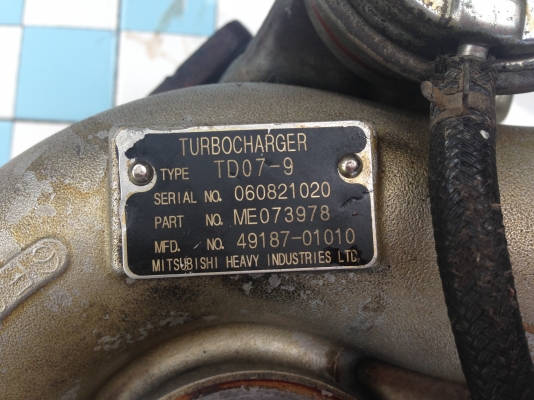 TURBOCHARGER
TYPE TD07-9
SERIAL NO. 060821020
PART NO. ME073978
MFD. NO. 49187-01010
MITSUBISHI HEAVY INDUSTRIES LTD.